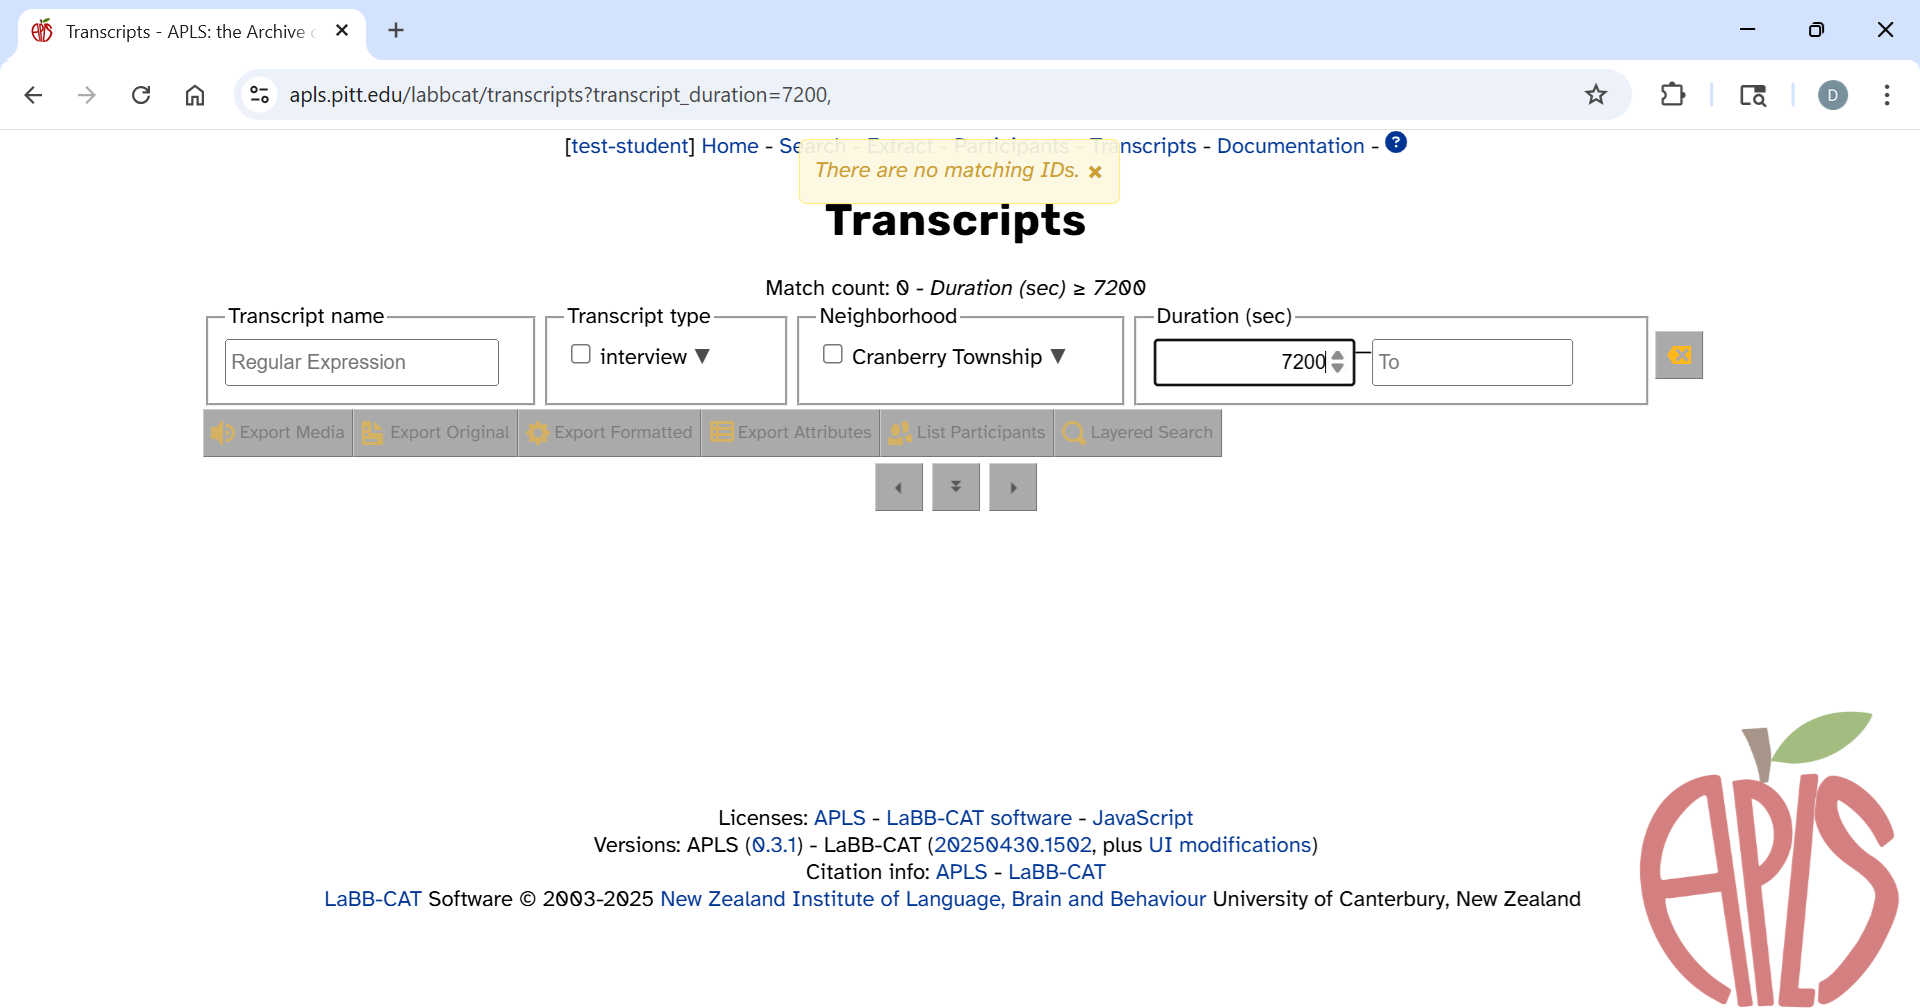 Transcripts - APLS: the Archive
apls.pitt.edu/labbcat/transcripts?transcript_duration=7200,
D
[test-student] Home - Search - Extract - Participants - Transcripts - Documentation - ?
There are no matching IDs. ×
Transcripts
Match count: 0 - Duration (sec) ≥ 7200
Transcript name
Transcript type
Neighborhood
Duration (sec)
Regular Expression
interview ▼
Cranberry Township ▼
7200
To
Export Media
Export Original
Export Formatted
Export Attributes
List Participants
Layered Search
Licenses: APLS - LaBB-CAT software - JavaScript
Versions: APLS (0.3.1) - LaBB-CAT (20250430.1502, plus UI modifications)
Citation info: APLS - LaBB-CAT
LaBB-CAT Software © 2003-2025 New Zealand Institute of Language, Brain and Behaviour University of Canterbury, New Zealand
APLS